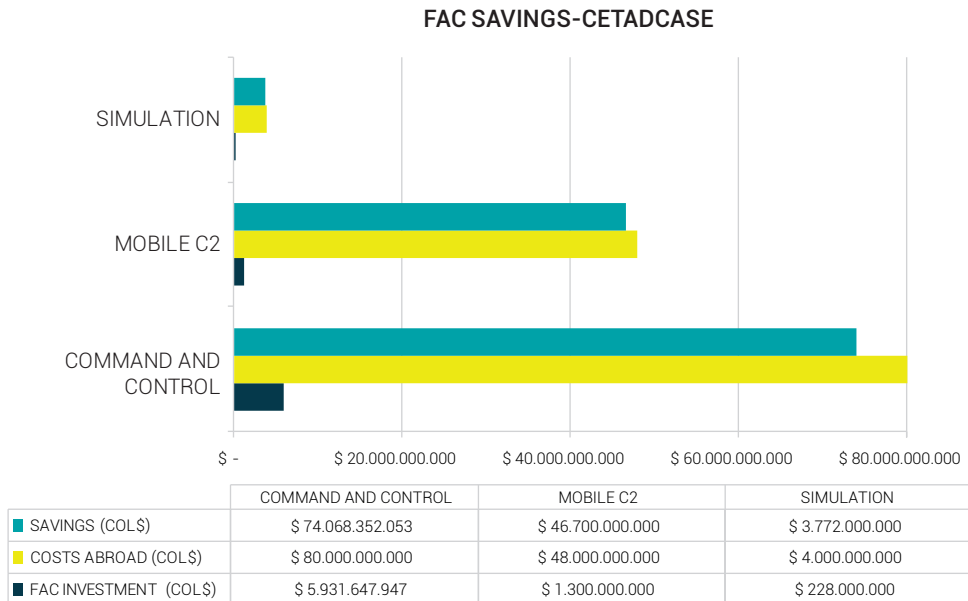 FAC SAVINGS-CETADCASE
SIMULATION
MOBILE C2
COMMAND AND
CONTROL
$ - $ 20.000.000.000 $ 40.000.000.000 $ 60.000.000.000 $ 80.000.000.000
COMMAND AND CONTROL MOBILE C2 SIMULATION
SAVINGS (COL$) $ 74.068.352.053 $ 46.700.000.000 $ 3.772.000.000
COSTS ABROAD (COL$) $ 80.000.000.000 $ 48.000.000.000 $ 4.000.000.000
FAC INVESTMENT (COL$) $ 5.931.647.947 $ 1.300.000.000 $ 228.000.000